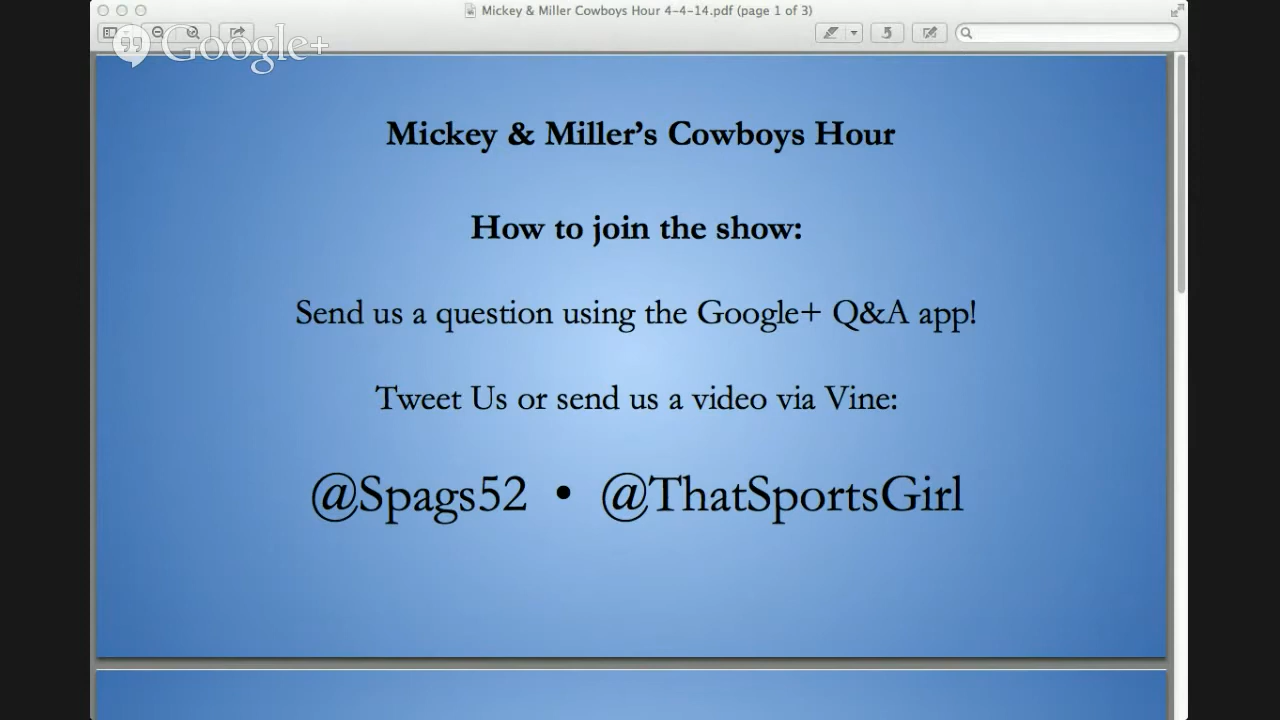 Mickey & Miller Cowboys Hour 4-4-14.pdf (page 1 of 3)
Google+
Mickey & Miller's Cowboys Hour
How to join the show:
Send us a question using the Google+ Q&A app!
Tweet Us or send us a video via Vine:
@Spags52 • @ThatSportsGirl